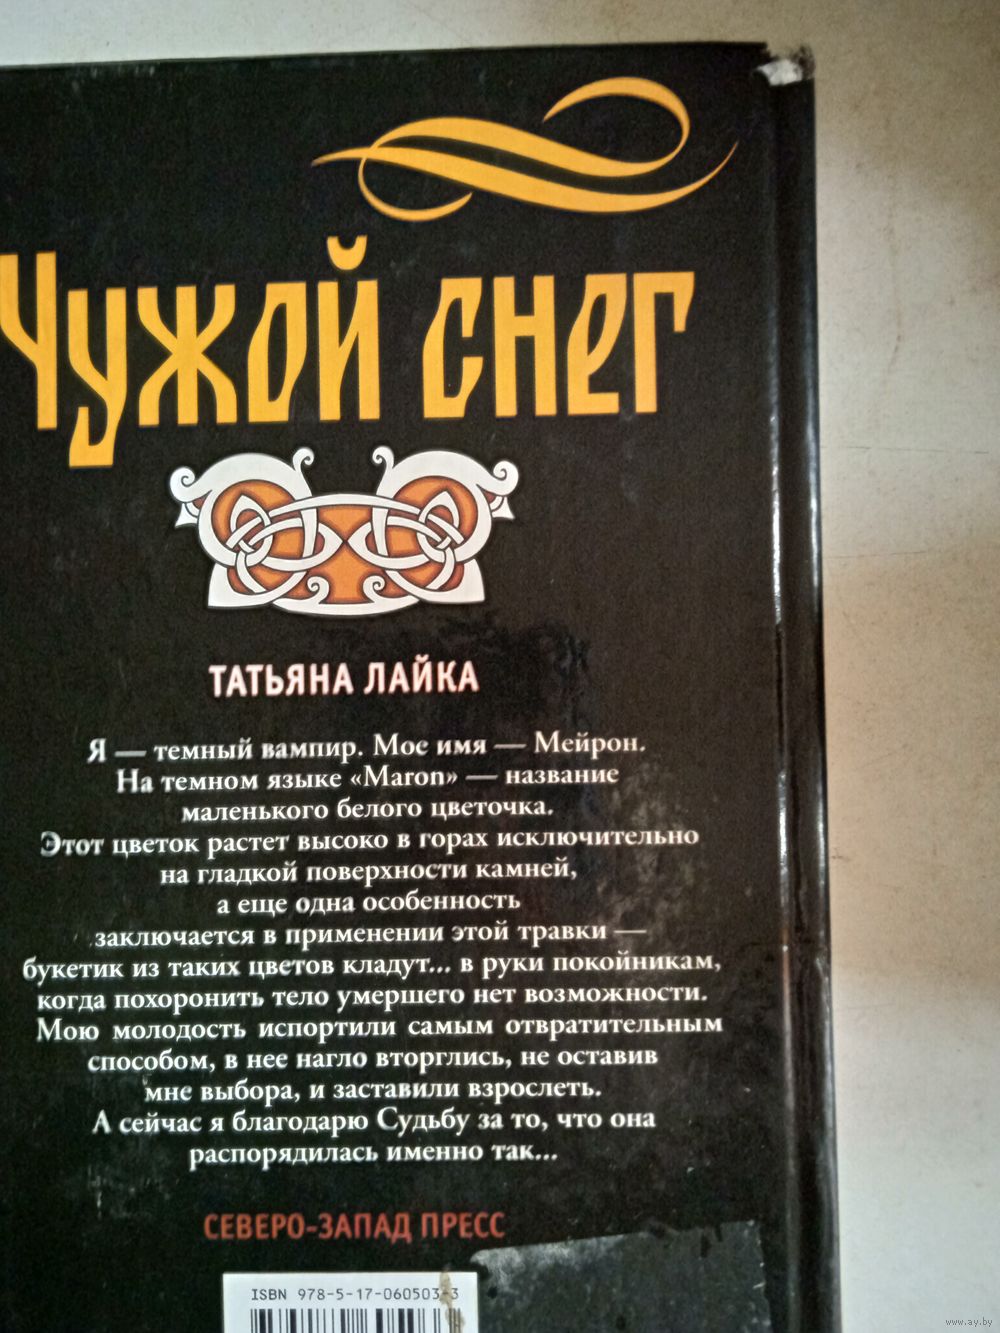 Чужой снег
ТАТЬЯНА ЛАЙКА
Я — темный вампир. Мое имя — Мейрон.
На темном языке «Maron» — название
маленького белого цветочка.
Этот цветок растет высоко в горах исключительно
на гладкой поверхности камней,
а еще одна особенность
заключается в применении этой травки —
букетик из таких цветов кладут... в руки покойникам,
когда похоронить тело умершего нет возможности.
Мою молодость испортили самым отвратительным
способом, в нее нагло вторглись, не оставив
мне выбора, и заставили взрослеть.
А сейчас я благодарю Судьбу за то, что она
распорядилась именно так...
СЕВЕРО-ЗАПАД ПРЕСС
ISBN 978-5-17-060503-3
www.ay.by